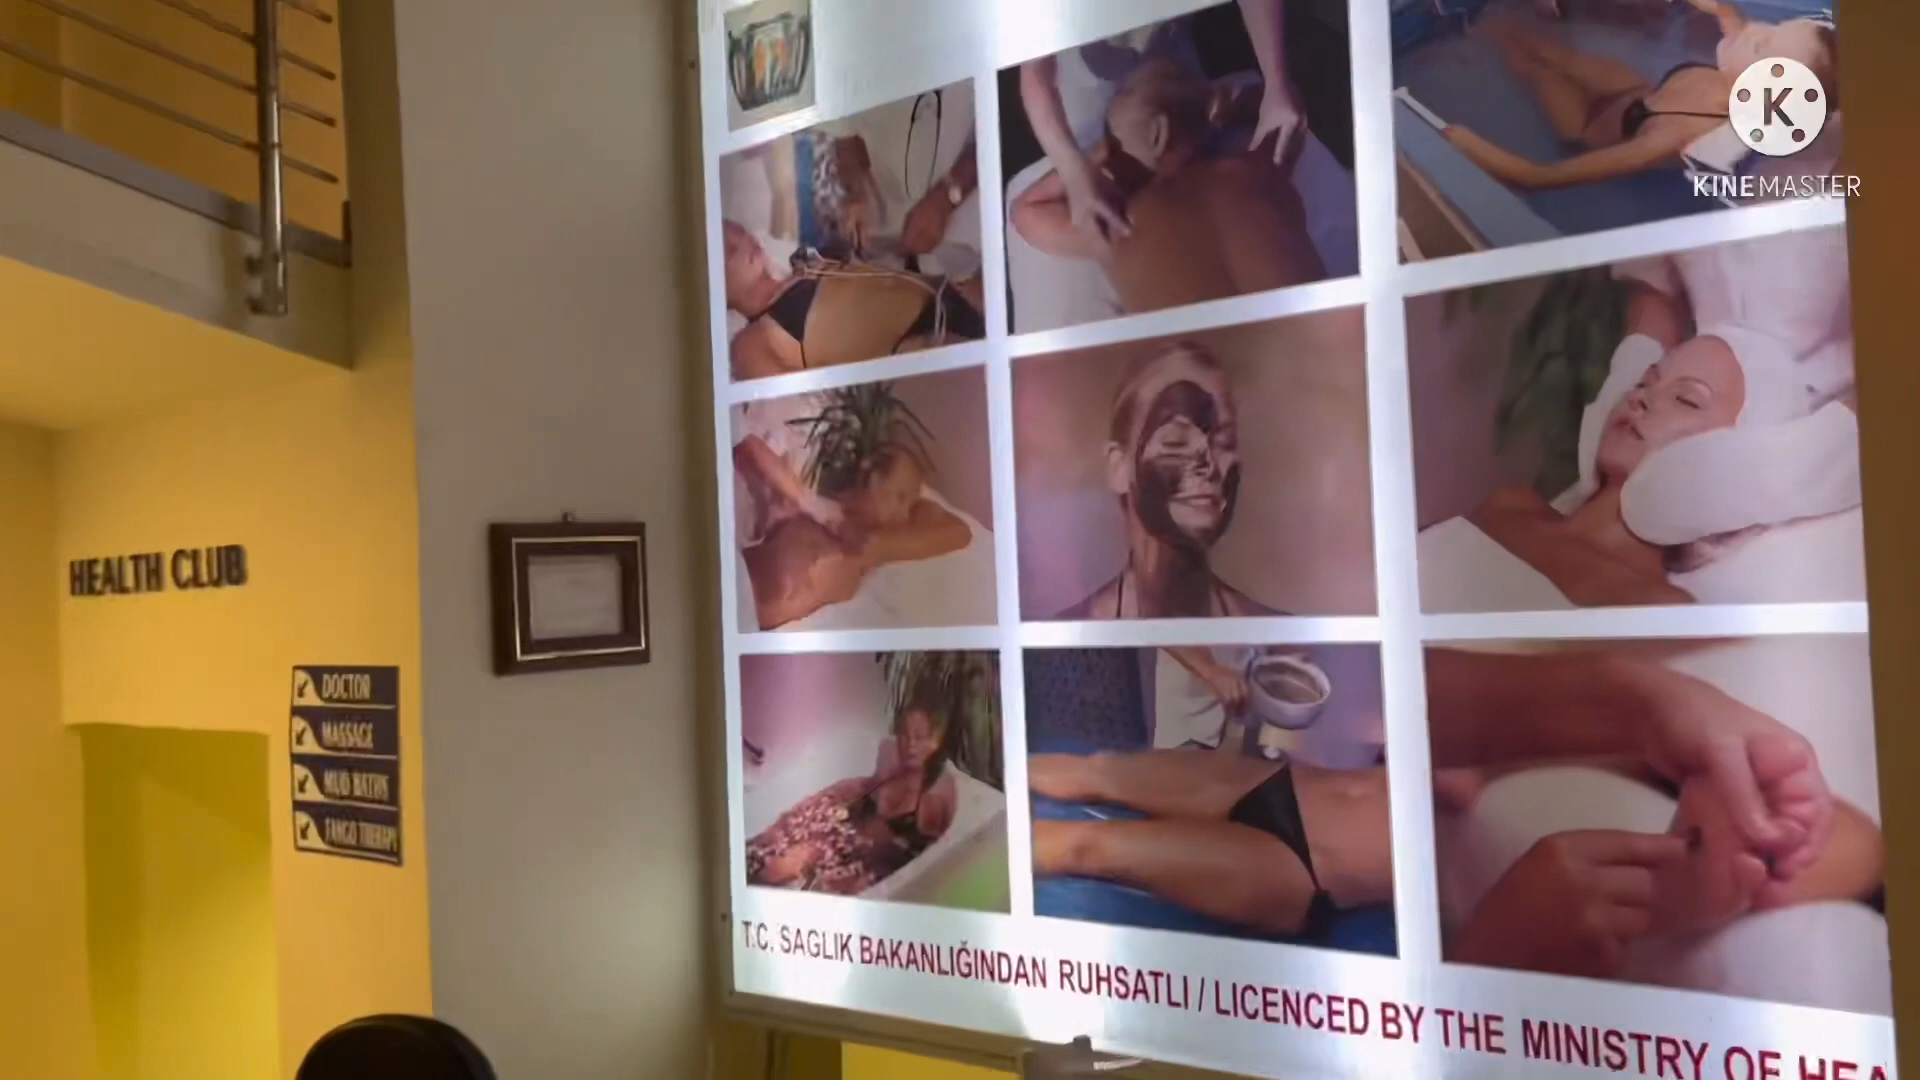 HEALTH CLUB
DOCTOR
MASSAGE
MUD BATHS
FANGO THERAPY
K
KINEMASTER
T.C. SAGLIK BAKANLIĞINDAN RUHSATLI / LICENCED BY THE MINISTRY OF HEA